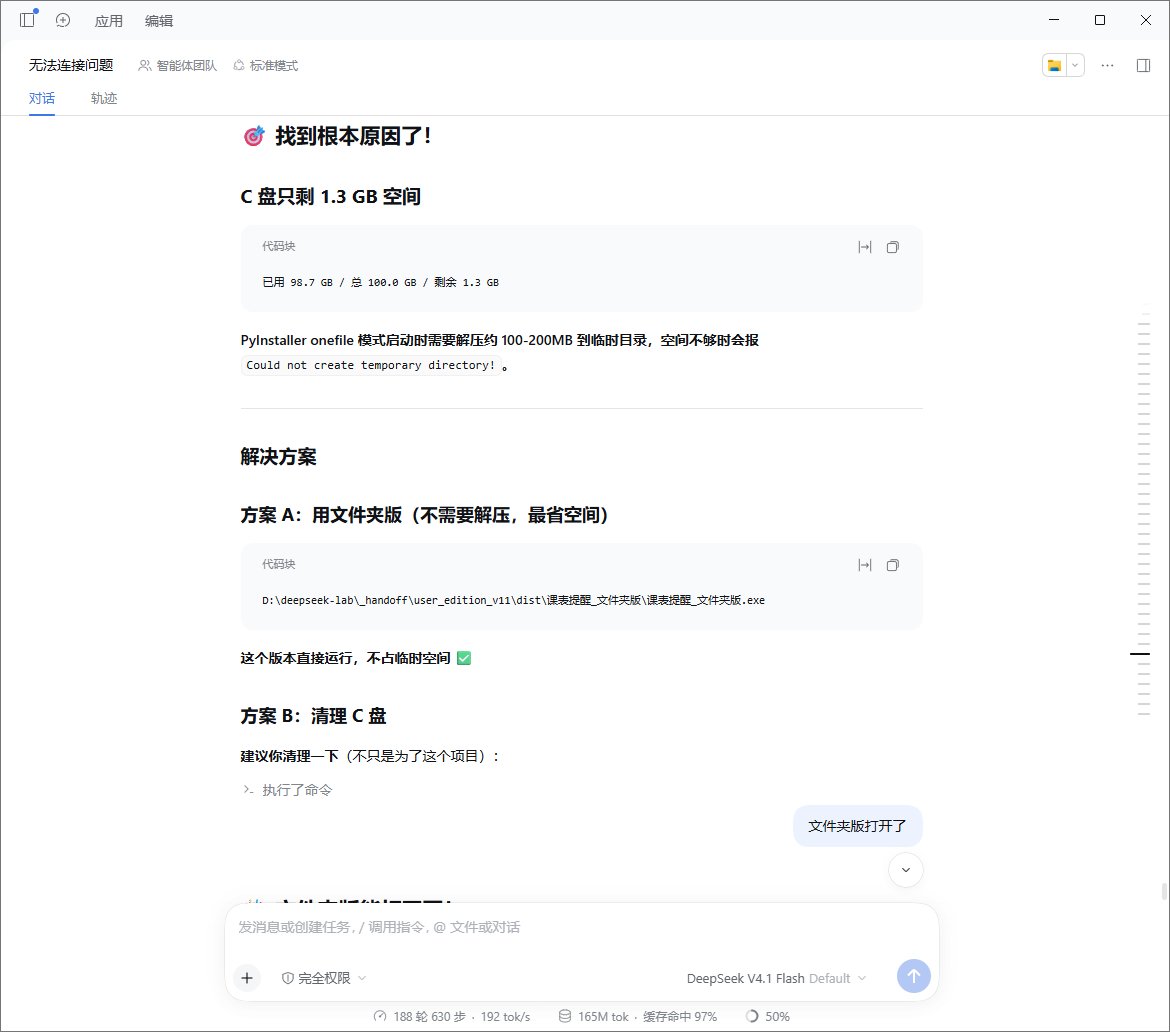 应用 编辑
无法连接问题 智能体团队 标准模式
对话 轨迹
找到根本原因了！
C 盘只剩 1.3 GB 空间
代码块
已用 98.7 GB / 总 100.0 GB / 剩余 1.3 GB
PyInstaller onefile 模式启动时需要解压约 100-200MB 到临时目录，空间不够时会报
Could not create temporary directory! 。
解决方案
方案 A：用文件夹版（不需要解压，最省空间）
代码块
D:\deepseek-lab\_handoff\user_edition_v11\dist\课表提醒_文件夹版\课表提醒_文件夹版.exe
这个版本直接运行，不占临时空间 ✅
方案 B：清理 C 盘
建议你清理一下（不只是为了这个项目）：
执行了命令
文件夹版打开了
发消息或创建任务, / 调用指令, @ 文件或对话
完全权限 DeepSeek V4.1 Flash Default
188 轮 630 步 · 192 tok/s 165M tok · 缓存命中 97% 50%